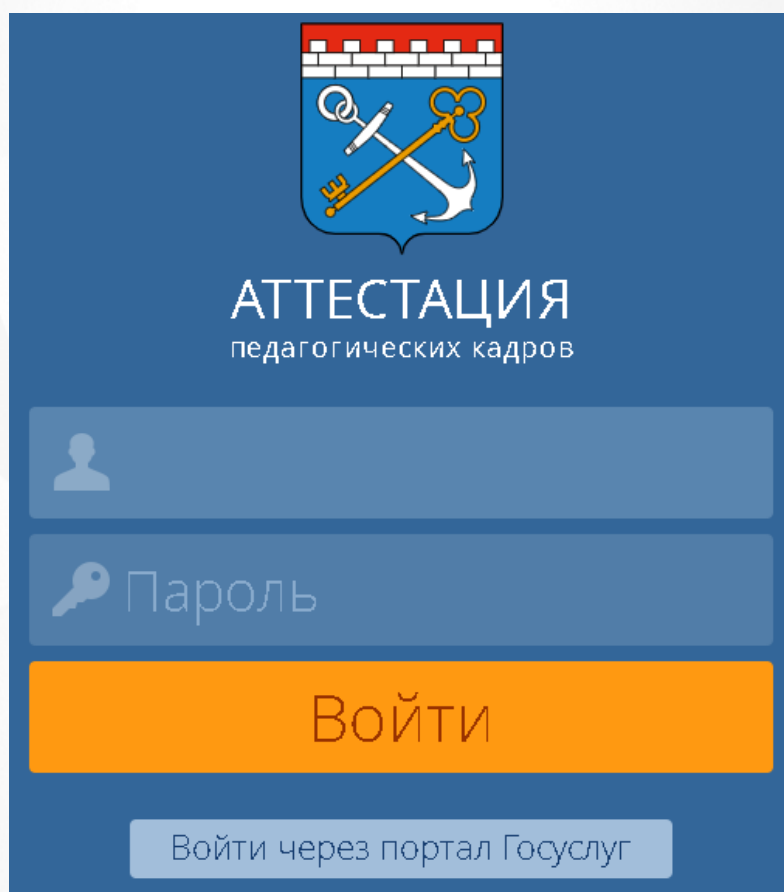 АТТЕСТАЦИЯ
педагогических кадров
Пароль
Войти
Войти через портал Госуслуг